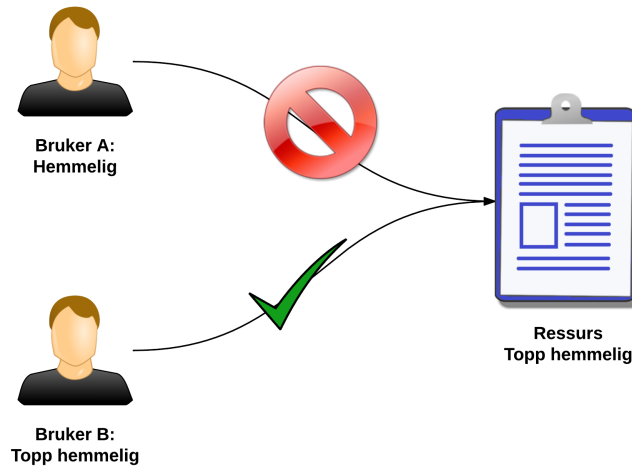 Bruker A:
Hemmelig
Ressurs
Topp hemmelig
Bruker B:
Topp hemmelig